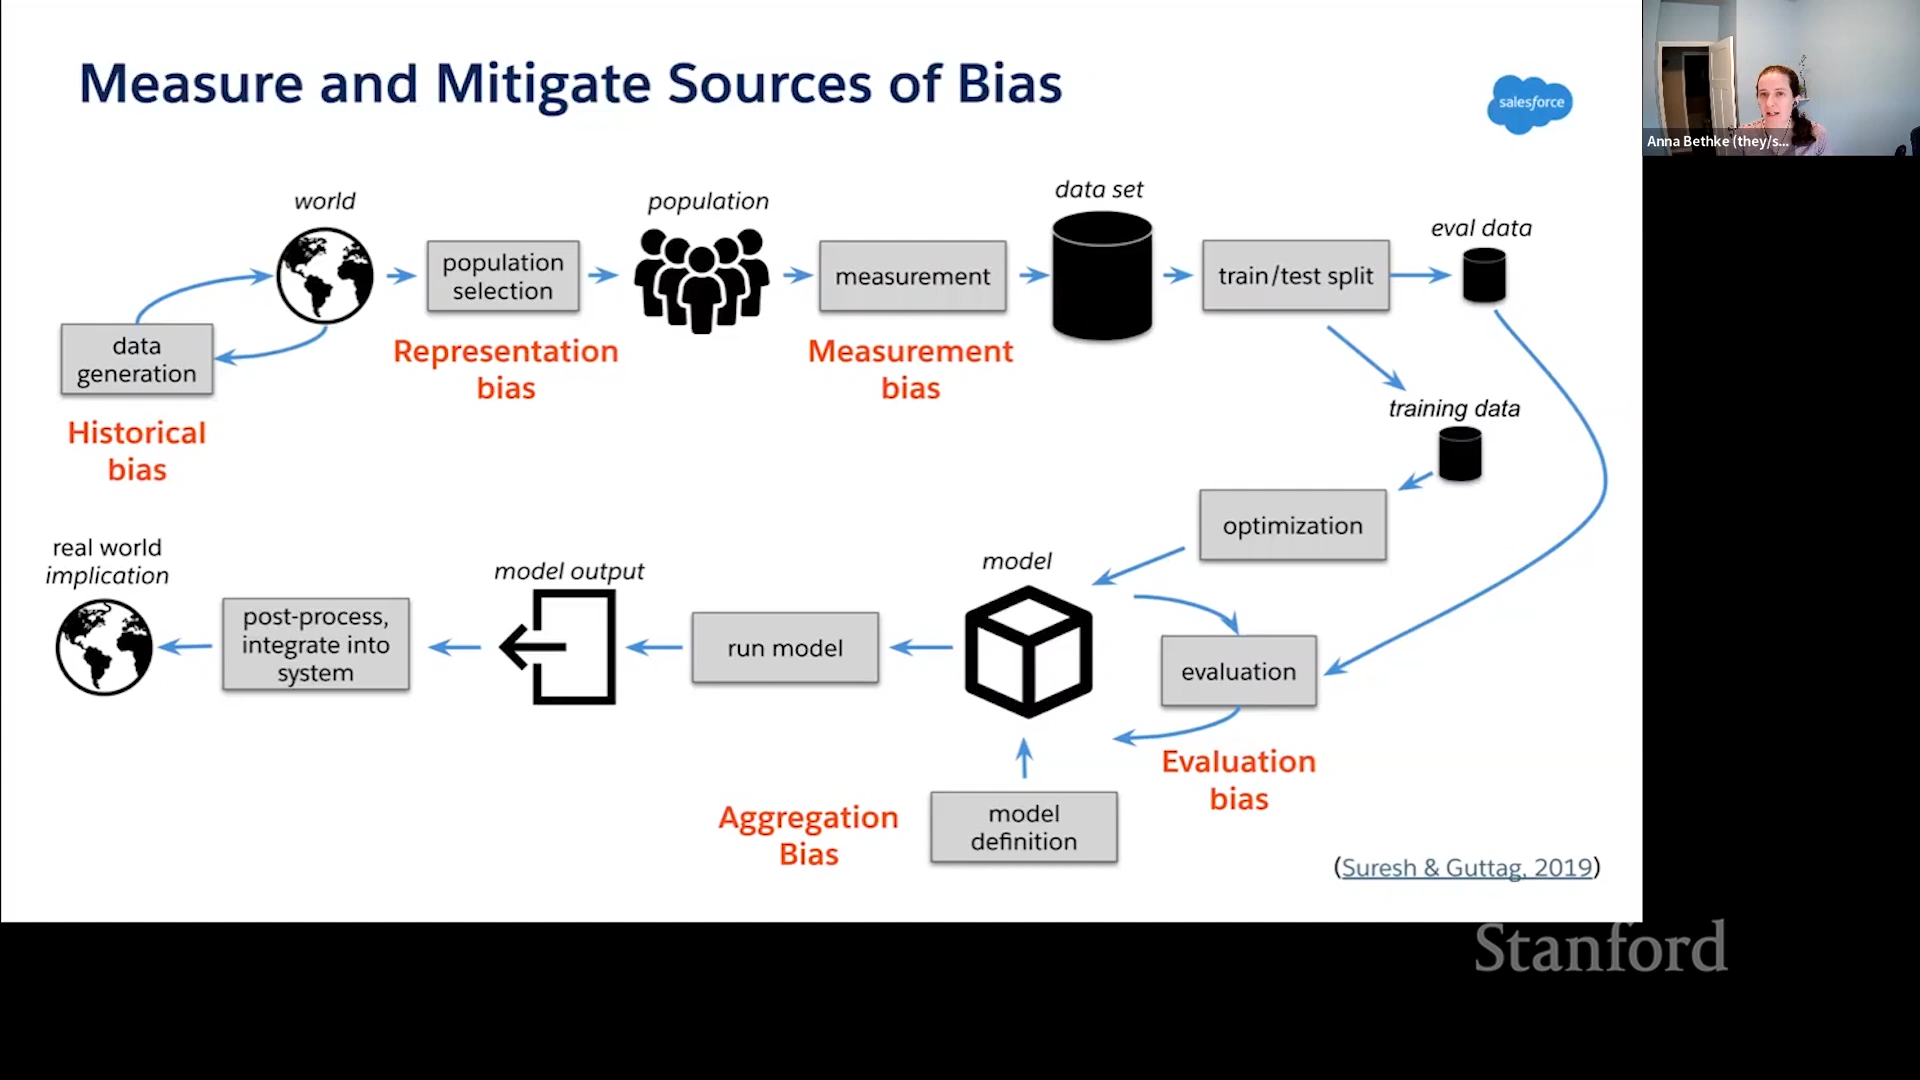 Measure and Mitigate Sources of Bias
salesforce
Anna Bethke (they/s...
world
population
selection
population
measurement
data set
train/test split
eval data
data
generation
Historical
bias
Representation
bias
Measurement
bias
training data
optimization
real world
implication
post-process,
integrate into
system
model output
run model
model
evaluation
Evaluation
bias
Aggregation
Bias
model
definition
(Suresh & Guttag, 2019)
Stanford